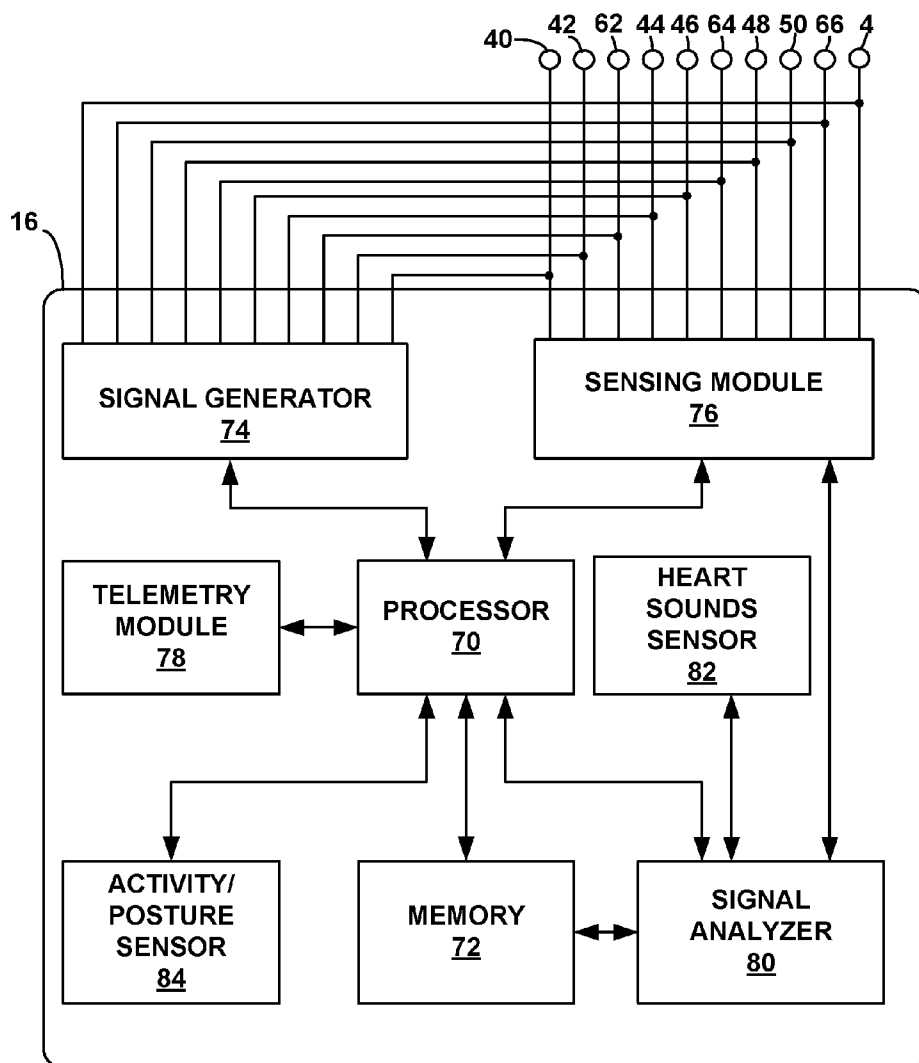 40 42 62 44 46 64 48 50 66 4
16
SIGNAL GENERATOR
74
SENSING MODULE
76
TELEMETRY
MODULE
78
PROCESSOR
70
HEART
SOUNDS
SENSOR
82
ACTIVITY/
POSTURE
SENSOR
84
MEMORY
72
SIGNAL
ANALYZER
80